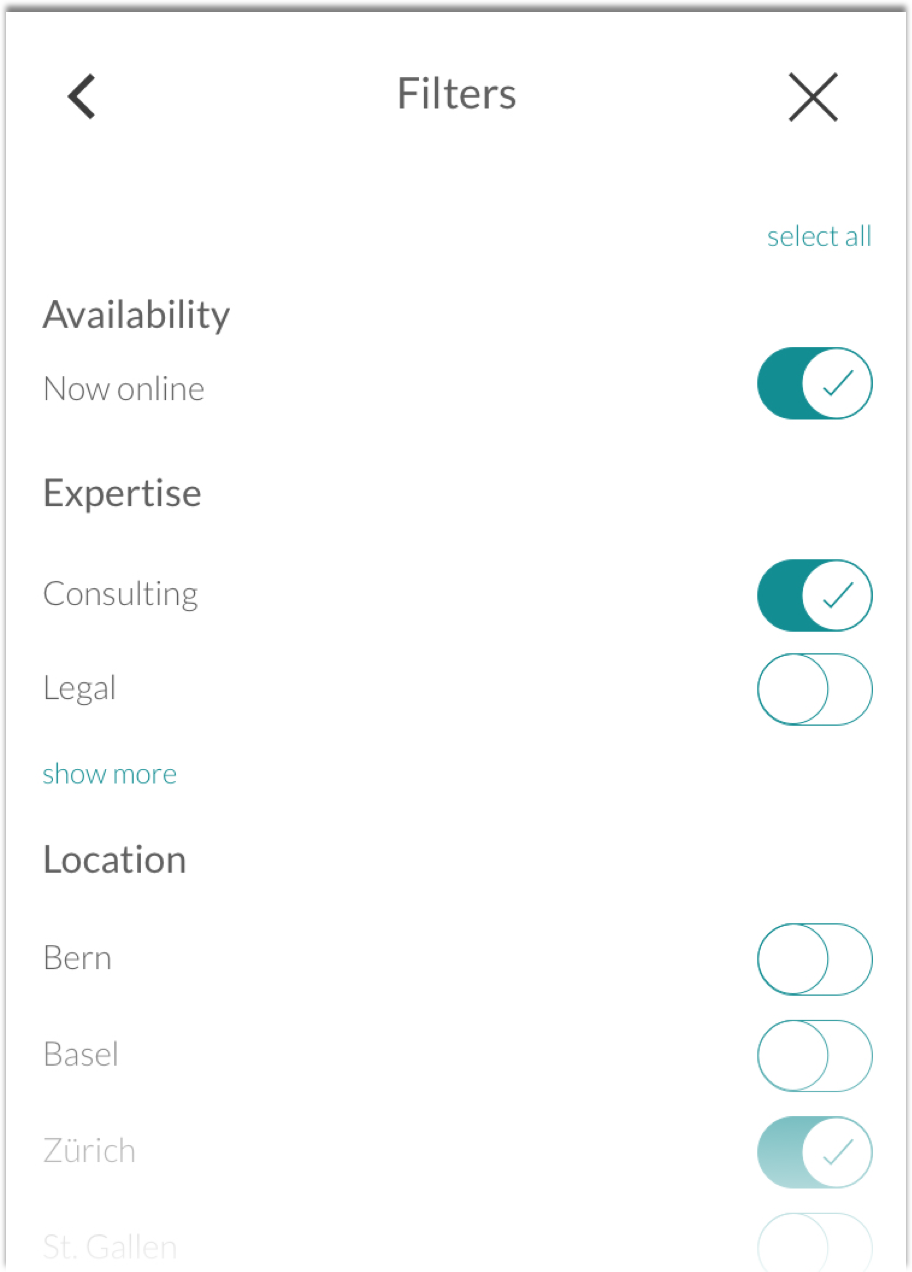 Filters
select all
Availability
Now online
Expertise
Consulting
Legal
show more
Location
Bern
Basel
Zürich
St. Gallen